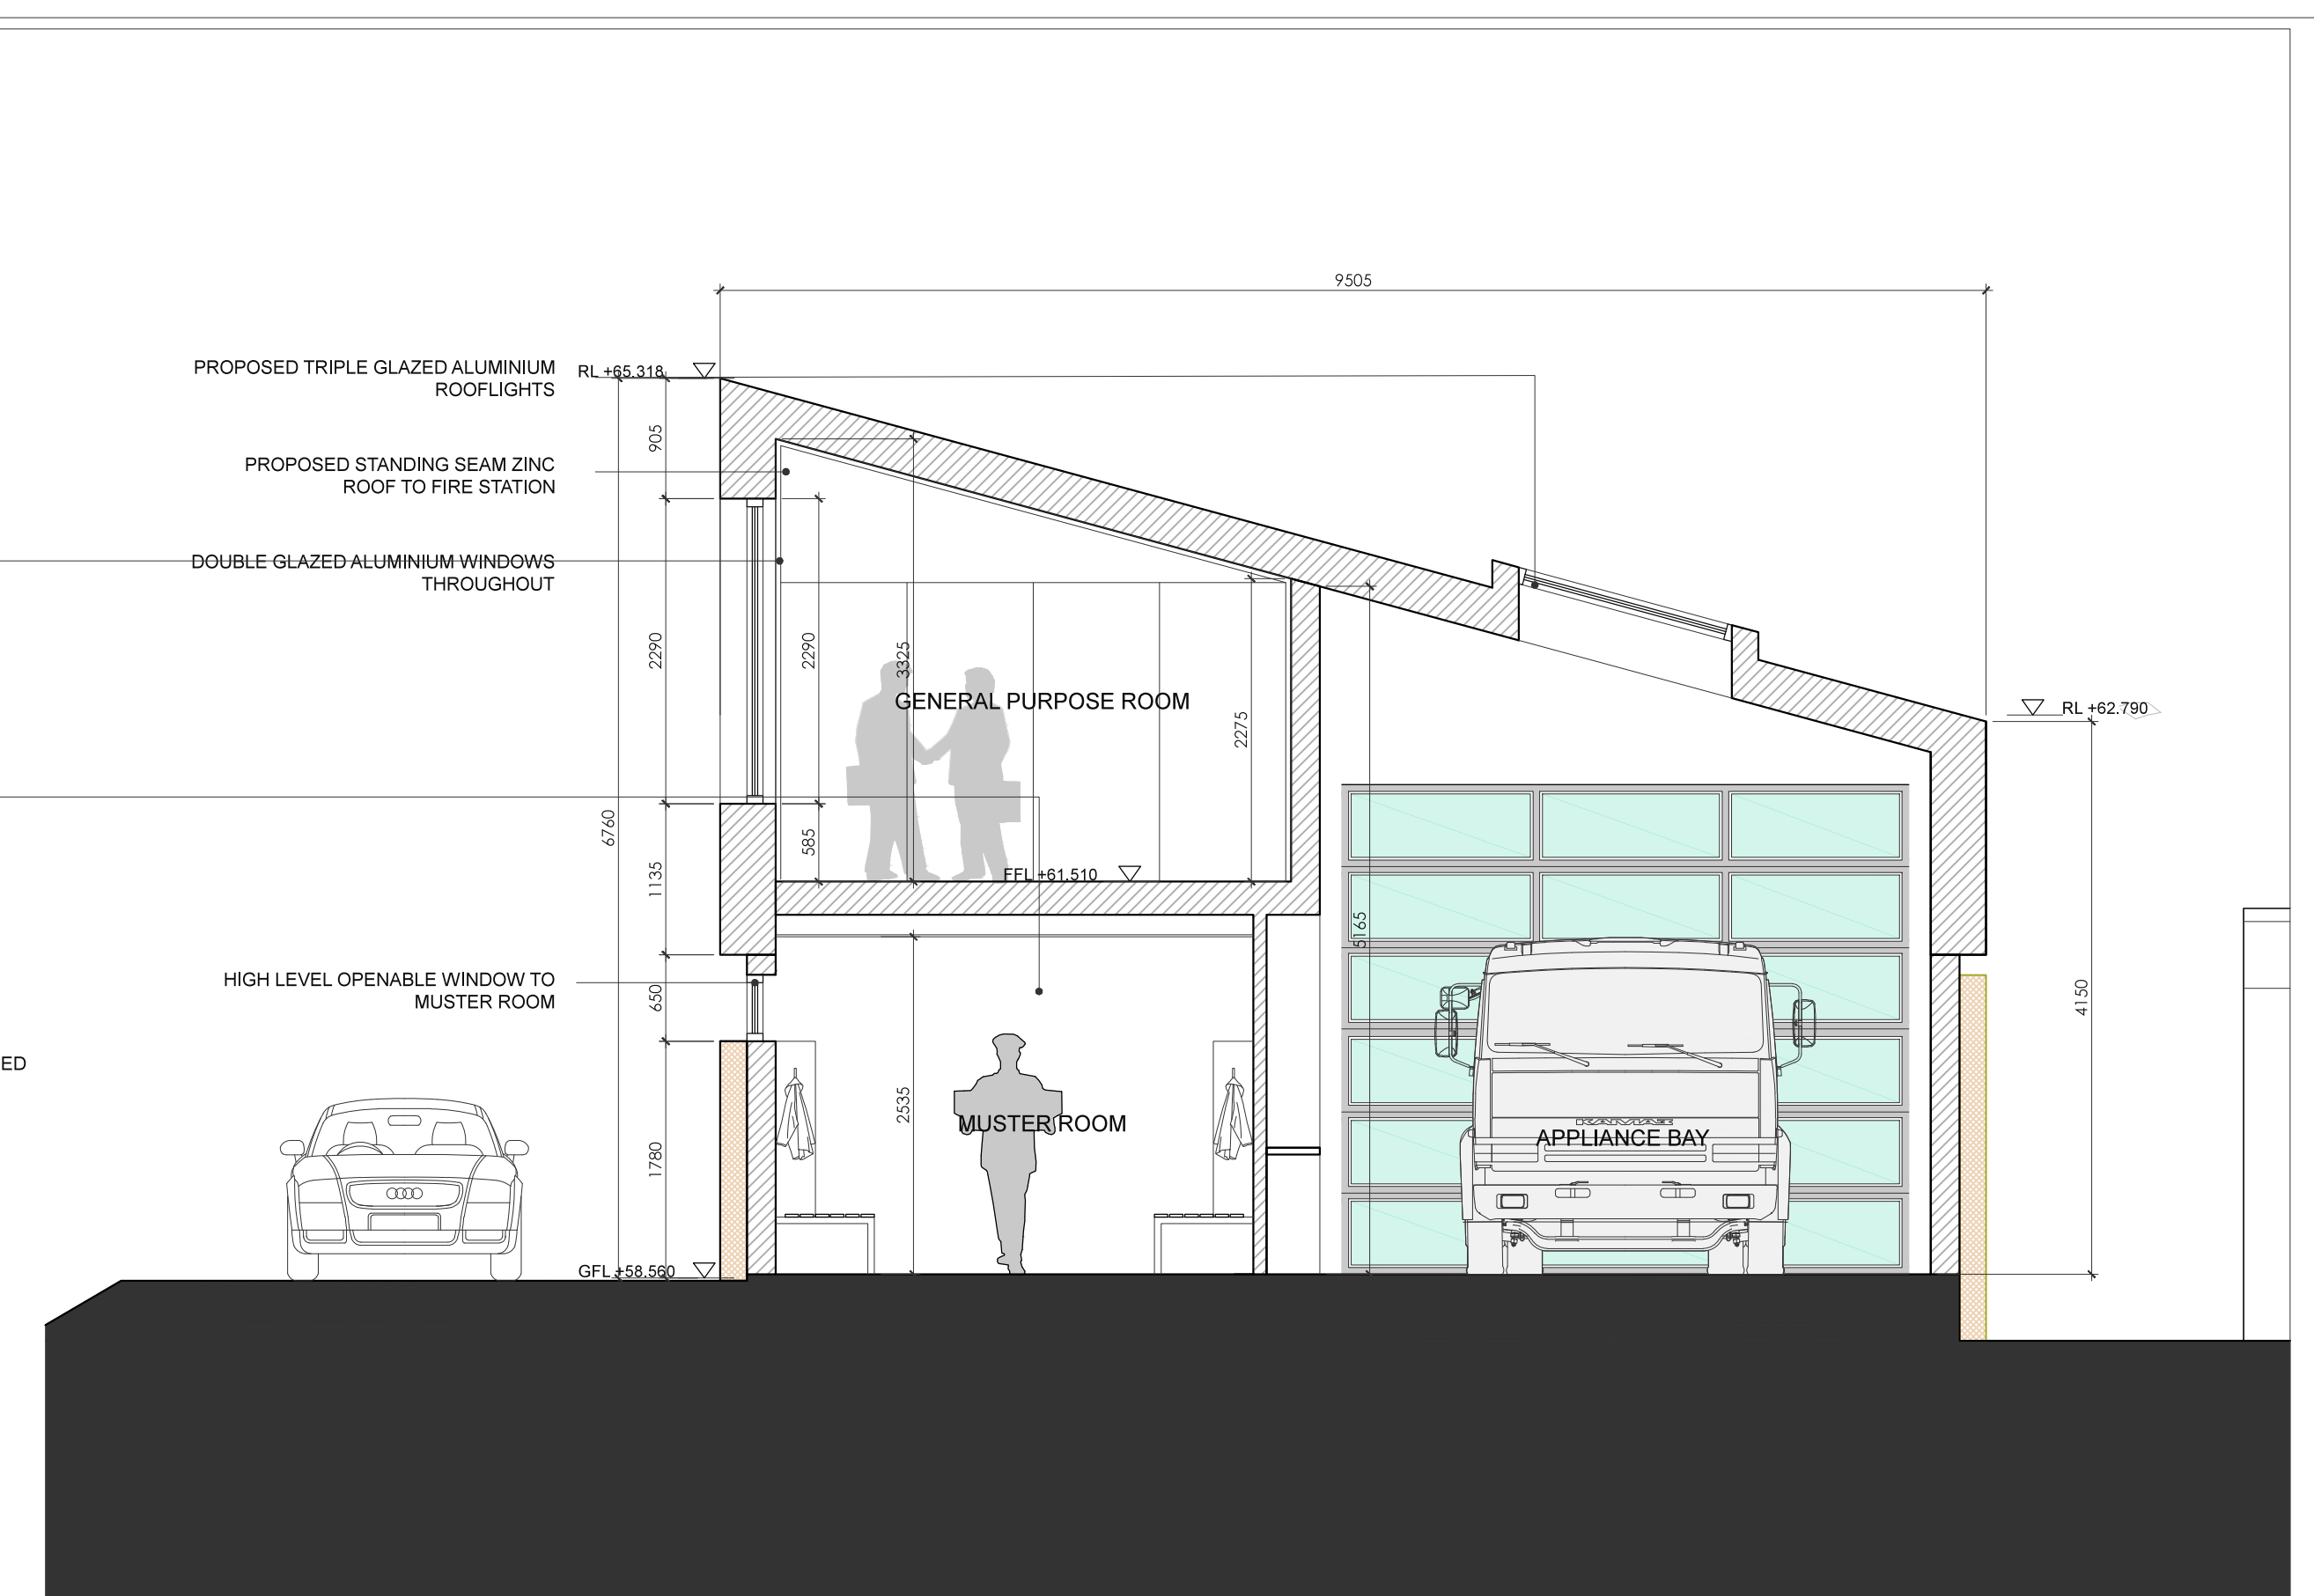 9505
PROPOSED TRIPLE GLAZED ALUMINIUM
ROOFLIGHTS
RL +65.318
905
PROPOSED STANDING SEAM ZINC
ROOF TO FIRE STATION
DOUBLE GLAZED ALUMINIUM WINDOWS
THROUGHOUT
2290
2290
3325
GENERAL PURPOSE ROOM
2275
RL +62.790
6760
585
1135
FFL +61.510
5165
HIGH LEVEL OPENABLE WINDOW TO
MUSTER ROOM
650
4150
ED
2535
MUSTER ROOM
KAMAZ
APPLIANCE BAY
1780
GFL +58.560